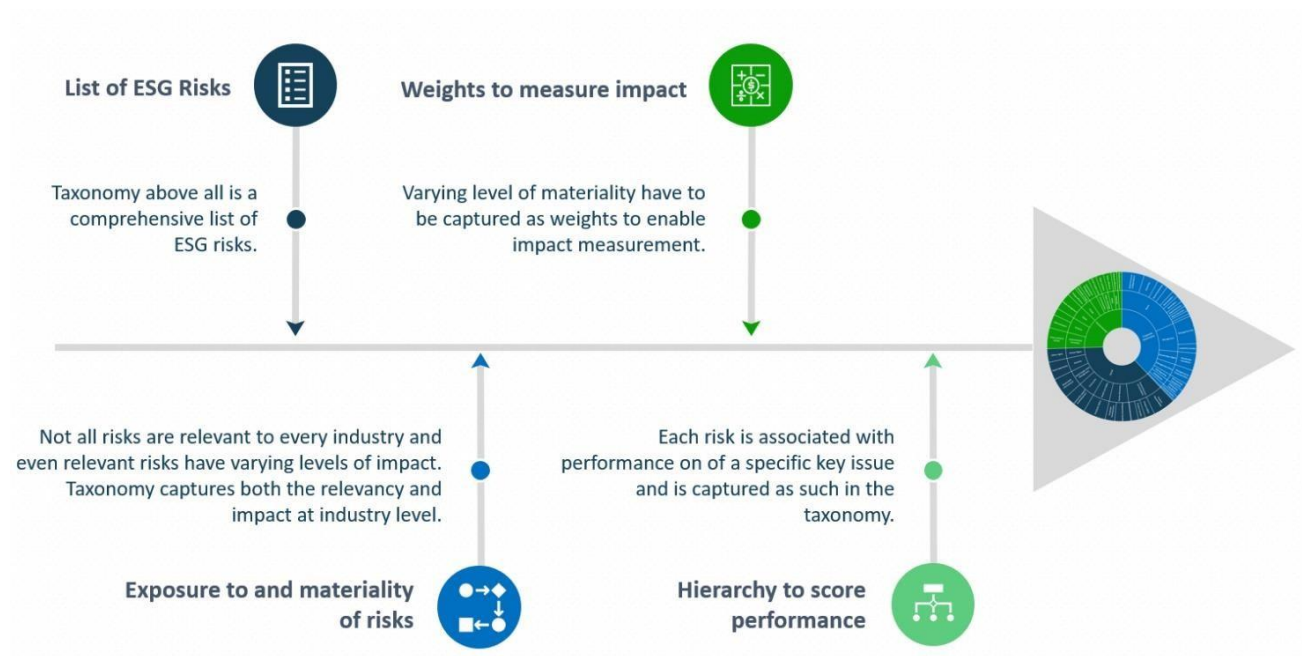 List of ESG Risks
Taxonomy above all is a
comprehensive list of
ESG risks.
Weights to measure impact
Varying level of materiality have to
be captured as weights to enable
impact measurement.
Not all risks are relevant to every industry and
even relevant risks have varying levels of impact.
Taxonomy captures both the relevancy and
impact at industry level.
Exposure to and materiality
of risks
Each risk is associated with
performance on of a specific key issue
and is captured as such in the
taxonomy.
Hierarchy to score
performance